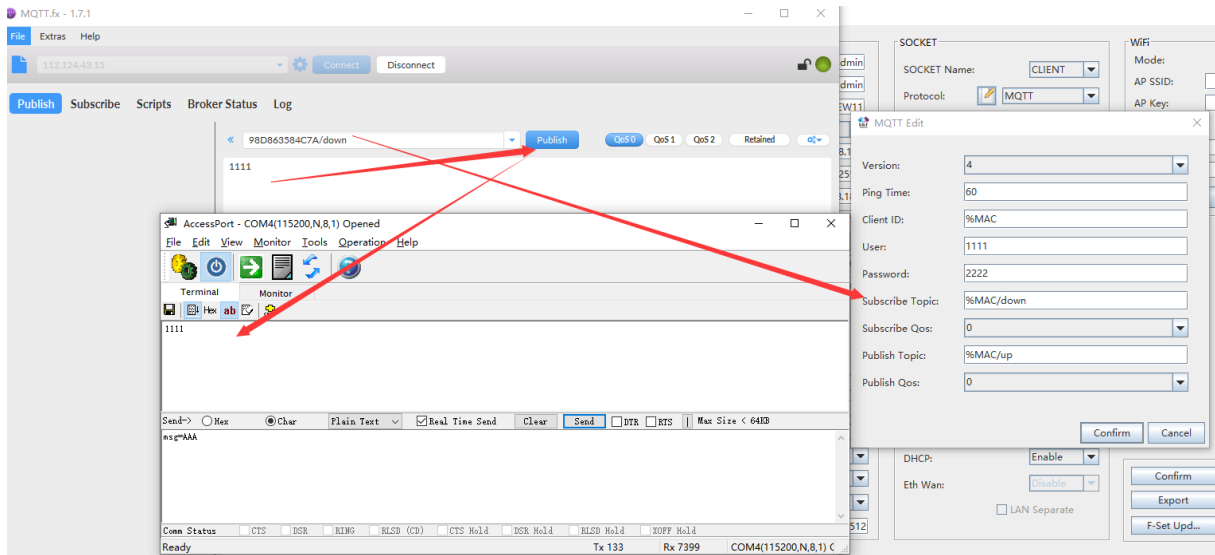 MQTT.fx - 1.7.1
File Extras Help
112.124.43.15 Connect Disconnect
Publish Subscribe Scripts Broker Status Log
98D863584C7A/down Publish QoS 0 QoS 1 QoS 2 Retained
1111
AccessPort - COM4(115200,N,8,1) Opened
File Edit View Monitor Tools Operation Help
Terminal Monitor
Hex ab
1111
Send-> Hex Char Plain Text Real Time Send Clear Send DTR RTS Max Size < 64KB
msg=AAA
Comm Status CTS DSR RING RLSD (CD) CTS Hold DSR Hold RLSD Hold XOFF Hold
Ready Tx 133 Rx 7399 COM4(115200,N,8,1) C
SOCKET
SOCKET Name: CLIENT
Protocol: MQTT
WiFi
Mode:
AP SSID:
AP Key:
dmin
dmin
EW11
MQTT Edit
Version: 4
Ping Time: 60
Client ID: %MAC
User: 1111
Password: 2222
Subscribe Topic: %MAC/down
Subscribe Qos: 0
Publish Topic: %MAC/up
Publish Qos: 0
Confirm Cancel
DHCP: Enable
Eth Wan: Disable
LAN Separate
512
Confirm
Export
F-Set Upd...